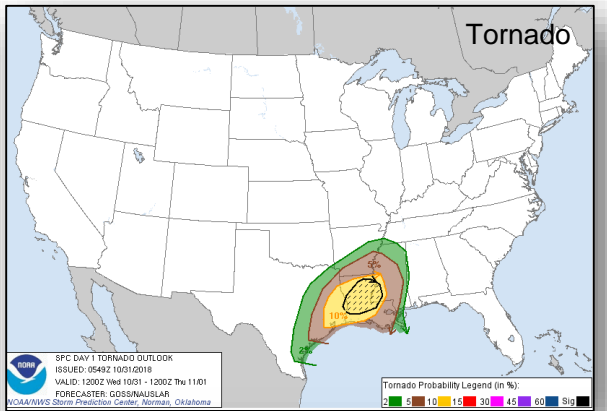 Tornado
5%
10%
2%
NOAA
SPC DAY 1 TORNADO OUTLOOK
ISSUED: 0549Z 10/31/2018
VALID: 1200Z Wed 10/31 - 1200Z Thu 11/01
FORECASTER: GOSS/NAUSLAR
NOAA/NWS Storm Prediction Center, Norman, Oklahoma
Tornado Probability Legend (in %):
2 5 10 15 30 45 60 Sig